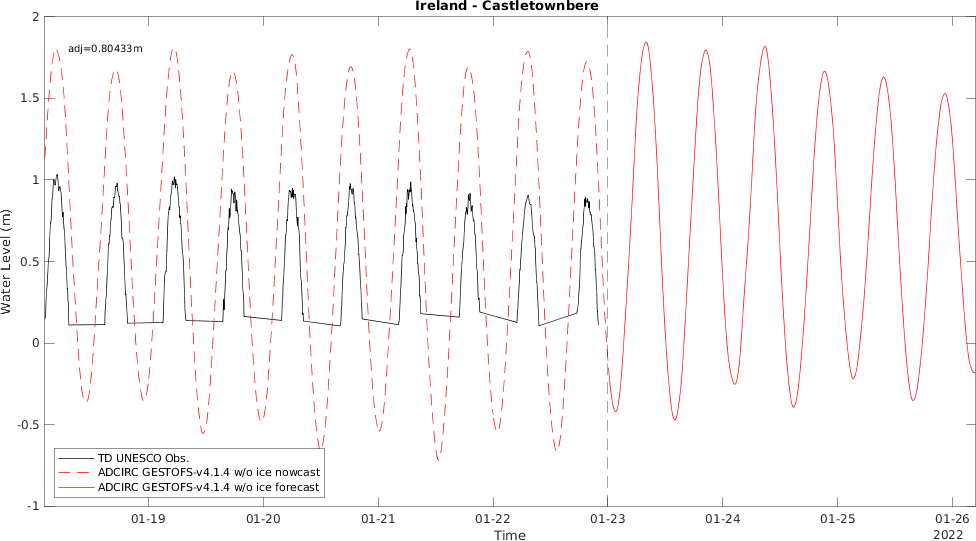 Ireland - Castletownbere
adj=0.80433m
2
1.5
1
0.5
0
-0.5
-1
Water Level (m)
TD UNESCO Obs.
ADCIRC GESTOFS-v4.1.4 w/o ice nowcast
ADCIRC GESTOFS-v4.1.4 w/o ice forecast
01-19 01-20 01-21 01-22 01-23 01-24 01-25 01-26
Time 2022